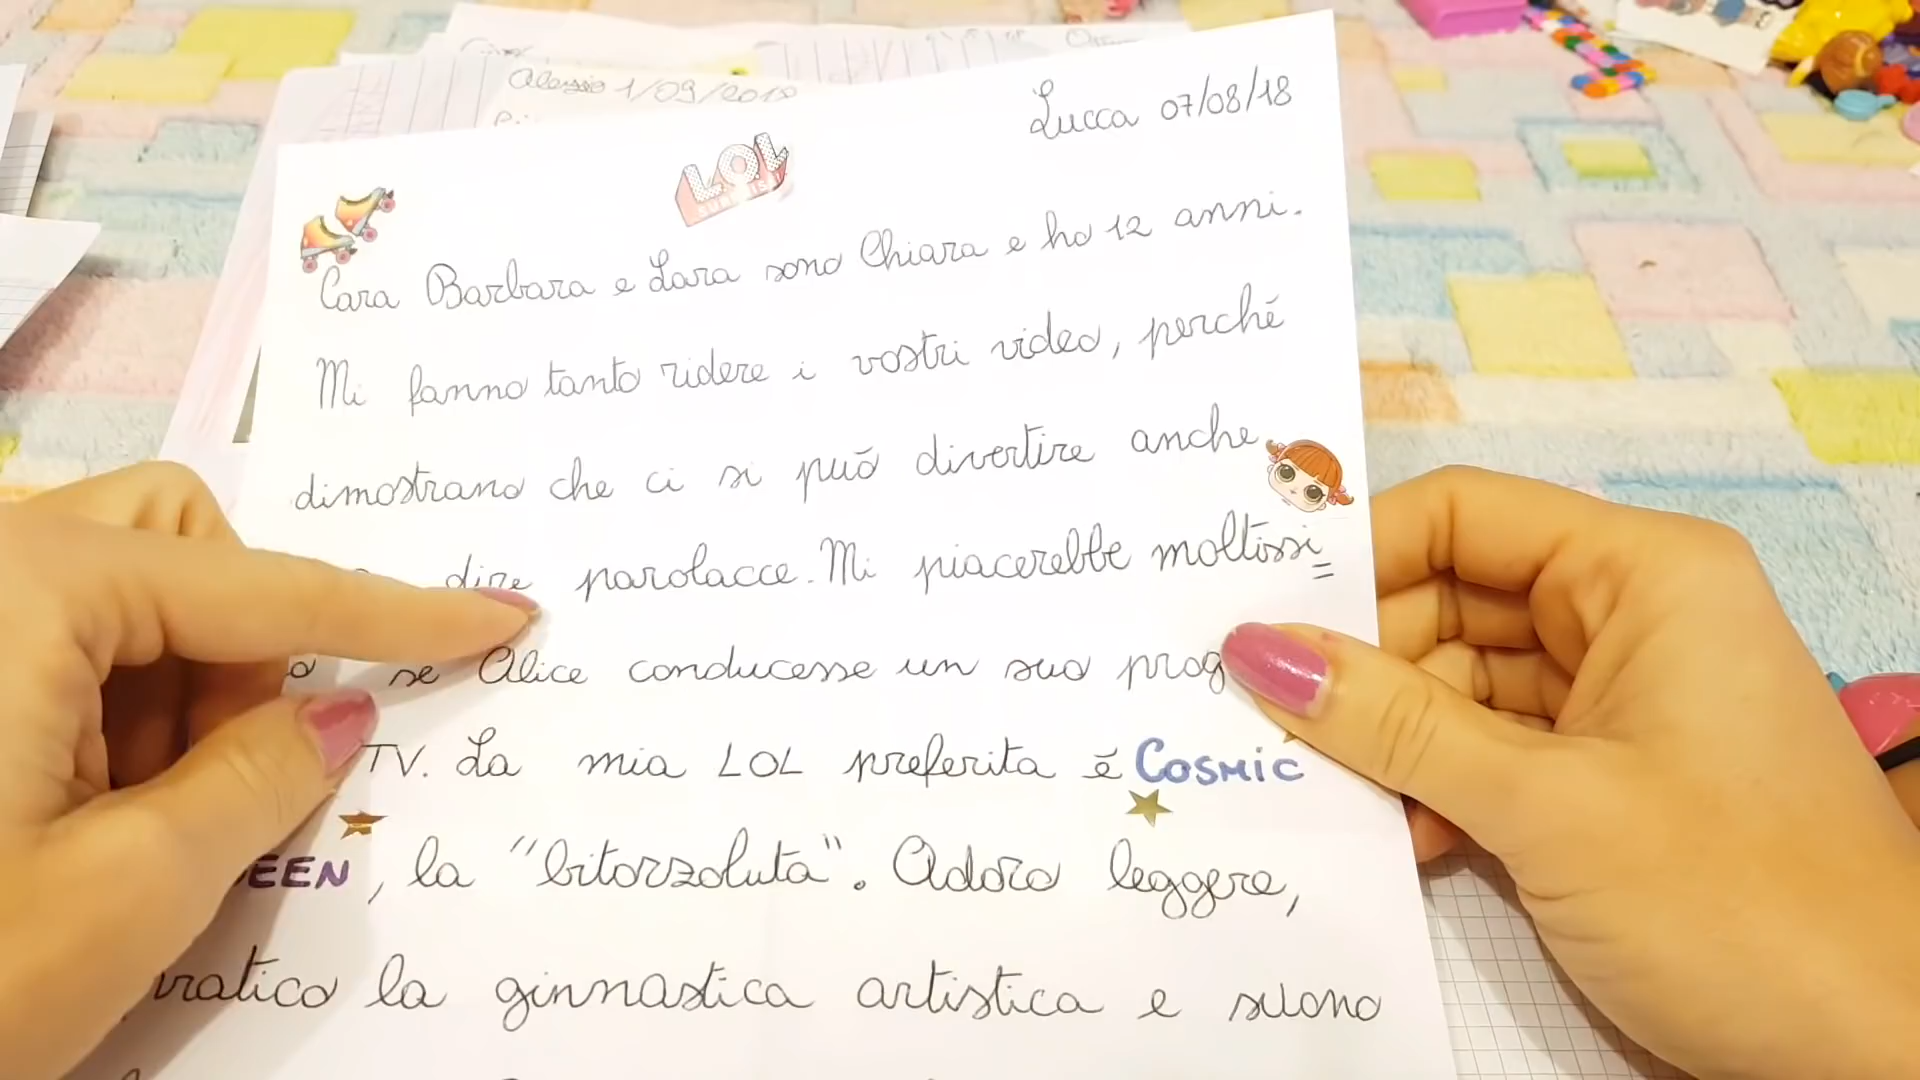 Alessio 1/09/2018
Lucca 07/08/18
LOL
Cara Barbara e Lara sono Chiara e ho 12 anni.
Mi fanno tanto ridere i vostri video, perché
dimostrano che ci si può divertire anche
dire parolacce. Mi piacerebbe moltissi=
o se Alice conducesse un suo prog
TV. La mia LOL preferita è COSMIC
EEN, la "bitorzoluta". Adoro leggere,
pratico la ginnastica artistica e suono